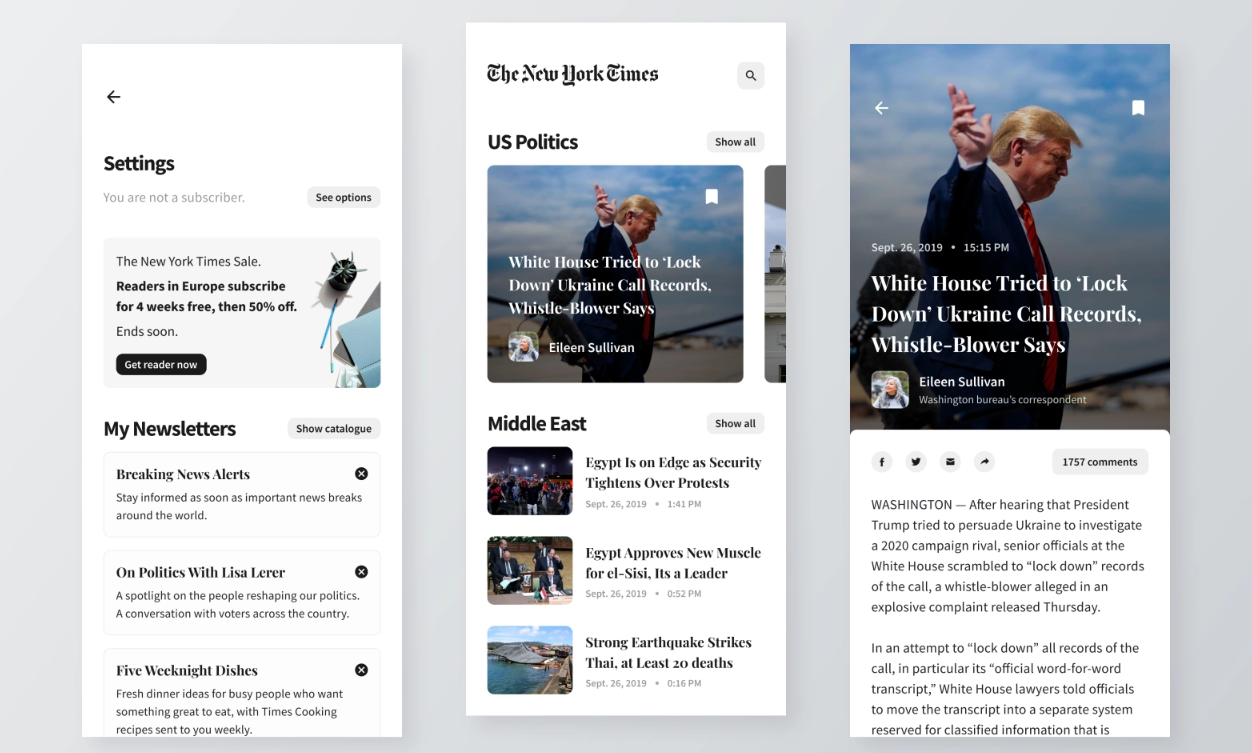 Settings
You are not a subscriber.
See options
The New York Times Sale.
Readers in Europe subscribe
for 4 weeks free, then 50% off.
Ends soon.
Get reader now
My Newsletters
Show catalogue
Breaking News Alerts
Stay informed as soon as important news breaks
around the world.
On Politics With Lisa Lerer
A spotlight on the people reshaping our politics.
A conversation with voters across the country.
Five Weeknight Dishes
Fresh dinner ideas for busy people who want
something great to eat, with Times Cooking
recipes sent to you weekly.
The New York Times
US Politics
Show all
White House Tried to ‘Lock
Down’ Ukraine Call Records,
Whistle-Blower Says
Eileen Sullivan
Middle East
Show all
Egypt Is on Edge as Security
Tightens Over Protests
Sept. 26, 2019 • 1:41 PM
Egypt Approves New Muscle
for el-Sisi, Its a Leader
Sept. 26, 2019 • 0:52 PM
Strong Earthquake Strikes
Thai, at Least 20 deaths
Sept. 26, 2019 • 0:16 PM
Sept. 26, 2019 • 15:15 PM
White House Tried to ‘Lock
Down’ Ukraine Call Records,
Whistle-Blower Says
Eileen Sullivan
Washington bureau’s correspondent
1757 comments
WASHINGTON — After hearing that President
Trump tried to persuade Ukraine to investigate
a 2020 campaign rival, senior officials at the
White House scrambled to “lock down” records
of the call, a whistle-blower alleged in an
explosive complaint released Thursday.
In an attempt to “lock down” all records of the
call, in particular its “official word-for-word
transcript,” White House lawyers told officials
to move the transcript into a separate system
reserved for classified information that is